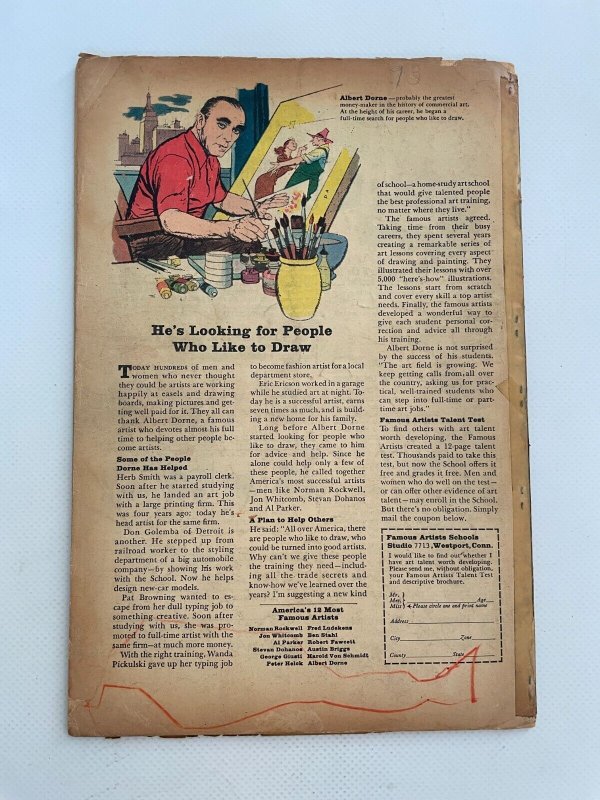 13
Albert Dorne—probably the greatest
money-maker in the history of commercial art.
At the height of his career, he began a
full-time search for people who like to draw.
He's Looking for People
Who Like to Draw
TODAY HUNDREDS of men and
women who never thought
they could be artists are working
happily at easels and drawing
boards, making pictures and get-
ting well paid for it. They all can
thank Albert Dorne, a famous
artist who devotes almost his full
time to helping other people be-
come artists.
Some of the People
Dorne Has Helped
Herb Smith was a payroll clerk.
Soon after he started studying
with us, he landed an art job
with a large printing firm. This
was four years ago: today he's
head artist for the same firm.
Don Golemba of Detroit is
another. He stepped up from
railroad worker to the styling
department of a big automobile
company—by showing his work
with the School. Now he helps
design new-car models.
Pat Browning wanted to es-
cape from her dull typing job to
something creative. Soon after
studying with us, she was pro-
moted to full-time artist with the
same firm—at much more money.
With the right training, Wanda
Pickulski gave up her typing job
to become fashion artist for a local
department store.
Eric Ericson worked in a garage
while he studied art at night. To-
day he is a successful artist, earns
seven times as much, and is build-
ing a new home for his family.
Long before Albert Dorne
started looking for people who
like to draw, they came to him
for advice and help. Since he
alone could help only a few of
these people, he called together
America's most successful artists
—men like Norman Rockwell,
Jon Whitcomb, Stevan Dohanos
and Al Parker.
A Plan to Help Others
He said: "All over America, there
are people who like to draw, who
could be turned into good artists.
Why can't we give these people
the training they need—includ-
ing all the trade secrets and
know-how we've learned over the
years? I'm suggesting a new kind
America's 12 Most
Famous Artists
Norman Rockwell Fred Ludekens
Jon Whitcomb Ben Stahl
Al Parker Robert Fawcett
Stevan Dohanos Austin Briggs
George Giusti Harold Von Schmidt
Peter Helck Albert Dorne
of school—a home-study art school
that would give talented people
the best professional art training,
no matter where they live."
The famous artists agreed.
Taking time from their busy
careers, they spent several years
creating a remarkable series of
art lessons covering every aspect
of drawing and painting. They
illustrated their lessons with over
5,000 "here's-how" illustrations.
The lessons start from scratch
and cover every skill a top artist
needs. Finally, the famous artists
developed a wonderful way to
give each student personal cor-
rection and advice all through
his training.
Albert Dorne is not surprised
by the success of his students.
"The art field is growing. We
keep getting calls from all over
the country, asking us for prac-
tical, well-trained students who
can step into full-time or part-
time art jobs."
Famous Artists Talent Test
To find others with art talent
worth developing, the Famous
Artists created a 12-page talent
test. Thousands paid to take this
test, but now the School offers it
free and grades it free. Men and
women who do well on the test—
or can offer other evidence of art
talent—may enroll in the School.
But there's no obligation. Simply
mail the coupon below.
Famous Artists Schools
Studio 7713, Westport, Conn.
I would like to find out whether I
have art talent worth developing.
Please send me, without obligation,
your Famous Artists Talent Test
and descriptive brochure.
Mr.
Mrs. Age
Miss Please circle one and print name
Address
City Zone
County State